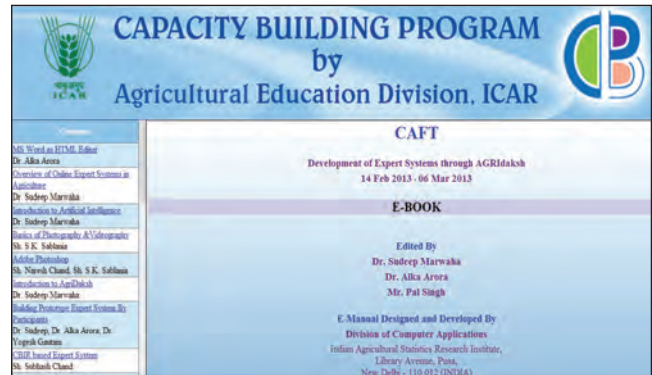 CAPACITY BUILDING PROGRAM
by
Agricultural Education Division, ICAR
ICAR
MS Word as HTML Editor
Dr. Alka Arora
Overview of Online Expert Systems in
Agriculture
Dr. Sudeep Marwaha
Introduction to Artificial Intelligence
Dr. Sudeep Marwaha
Basics of Photography & Videography
Sh. S.K. Sublania
Adobe Photoshop
Sh. Naresh Chand, Sh. S.K. Sublania
Introduction to AgriDaksh
Dr. Sudeep Marwaha
Building Prototype Expert System By
Participants
Dr. Sudeep, Dr. Alka Arora, Dr.
Yogesh Gautam
CBIR based Expert System
Sh. Subhash Chand
CAFT
Development of Expert Systems through AGRIdaksh
14 Feb 2013 - 06 Mar 2013
E-BOOK
Edited By
Dr. Sudeep Marwaha
Dr. Alka Arora
Mr. Pal Singh
E-Manual Designed and Developed By
Division of Computer Applications
Indian Agricultural Statistics Research Institute,
Library Avenue, Pusa,
New Delhi - 110 012 (INDIA)